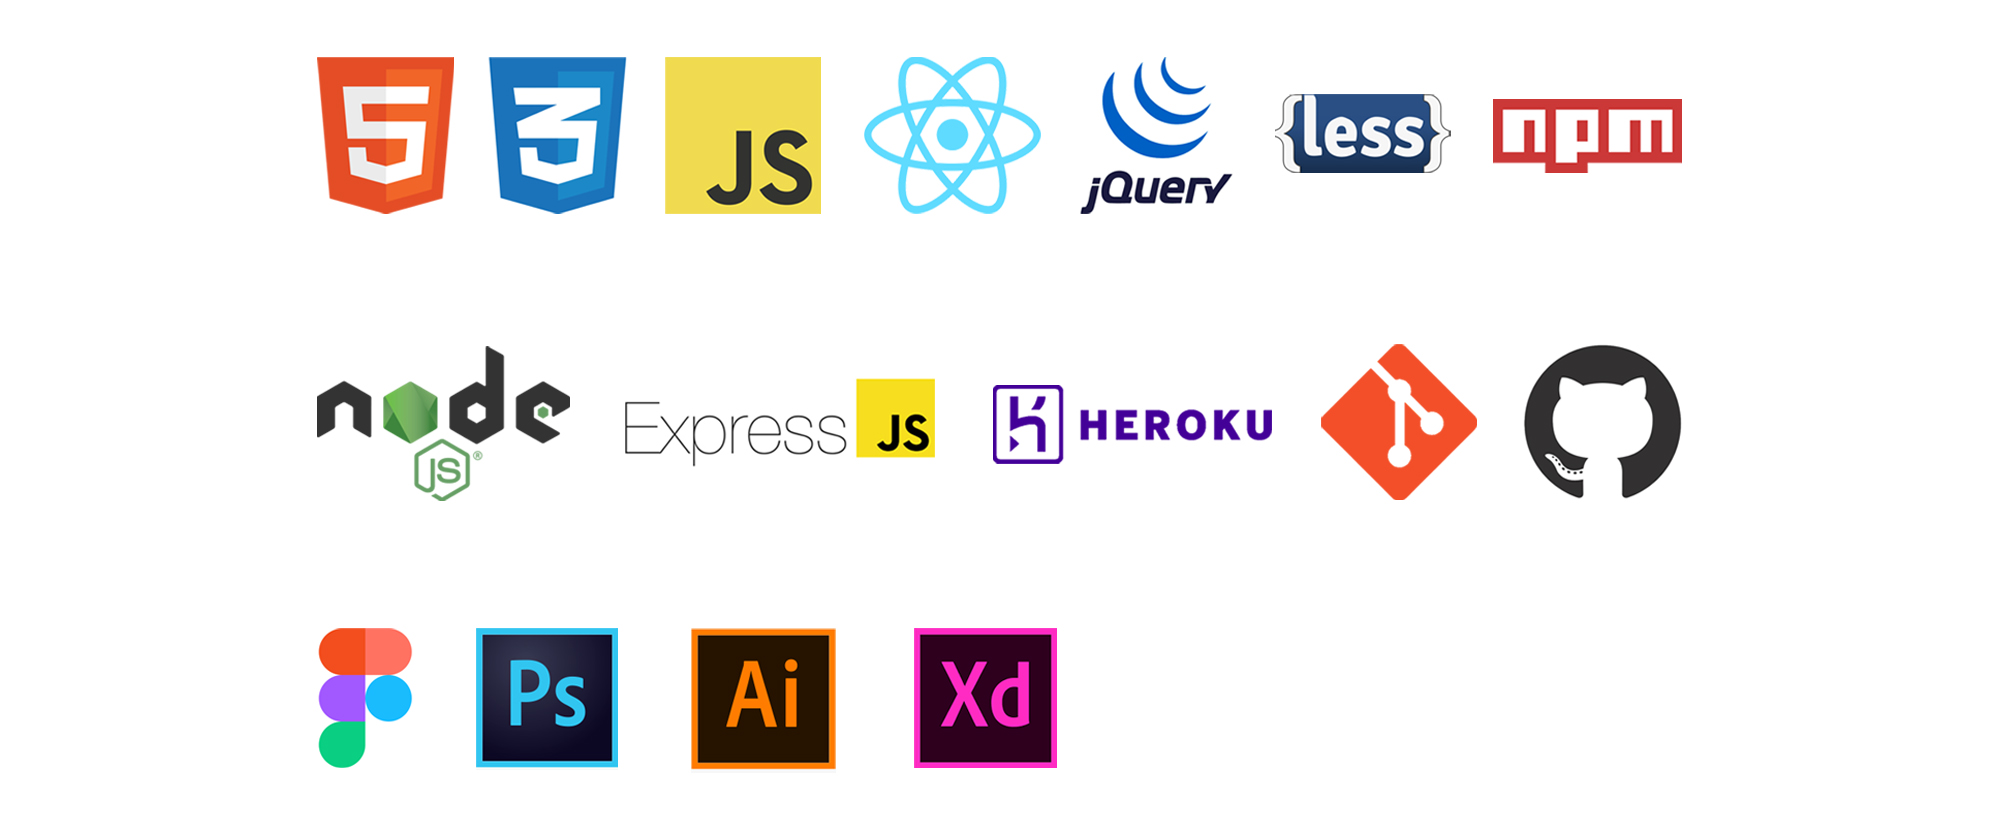 5
3
JS
jQuery
{less}
npm
node
JS®
Express JS
HEROKU
Ps
Ai
Xd